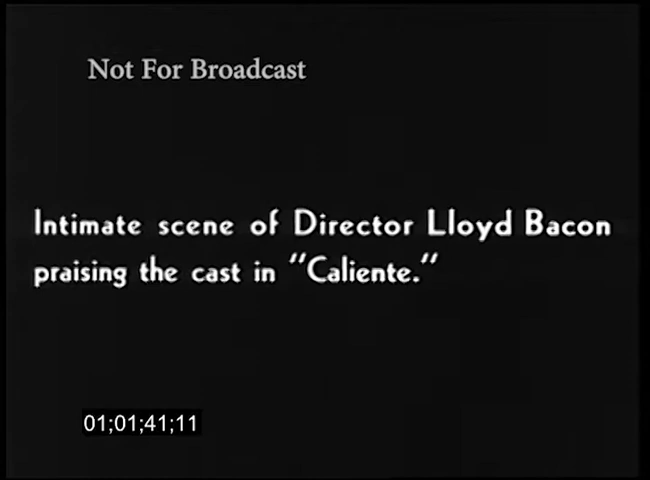 Not For Broadcast
Intimate scene of Director Lloyd Bacon
praising the cast in "Caliente."
01;01;41;11